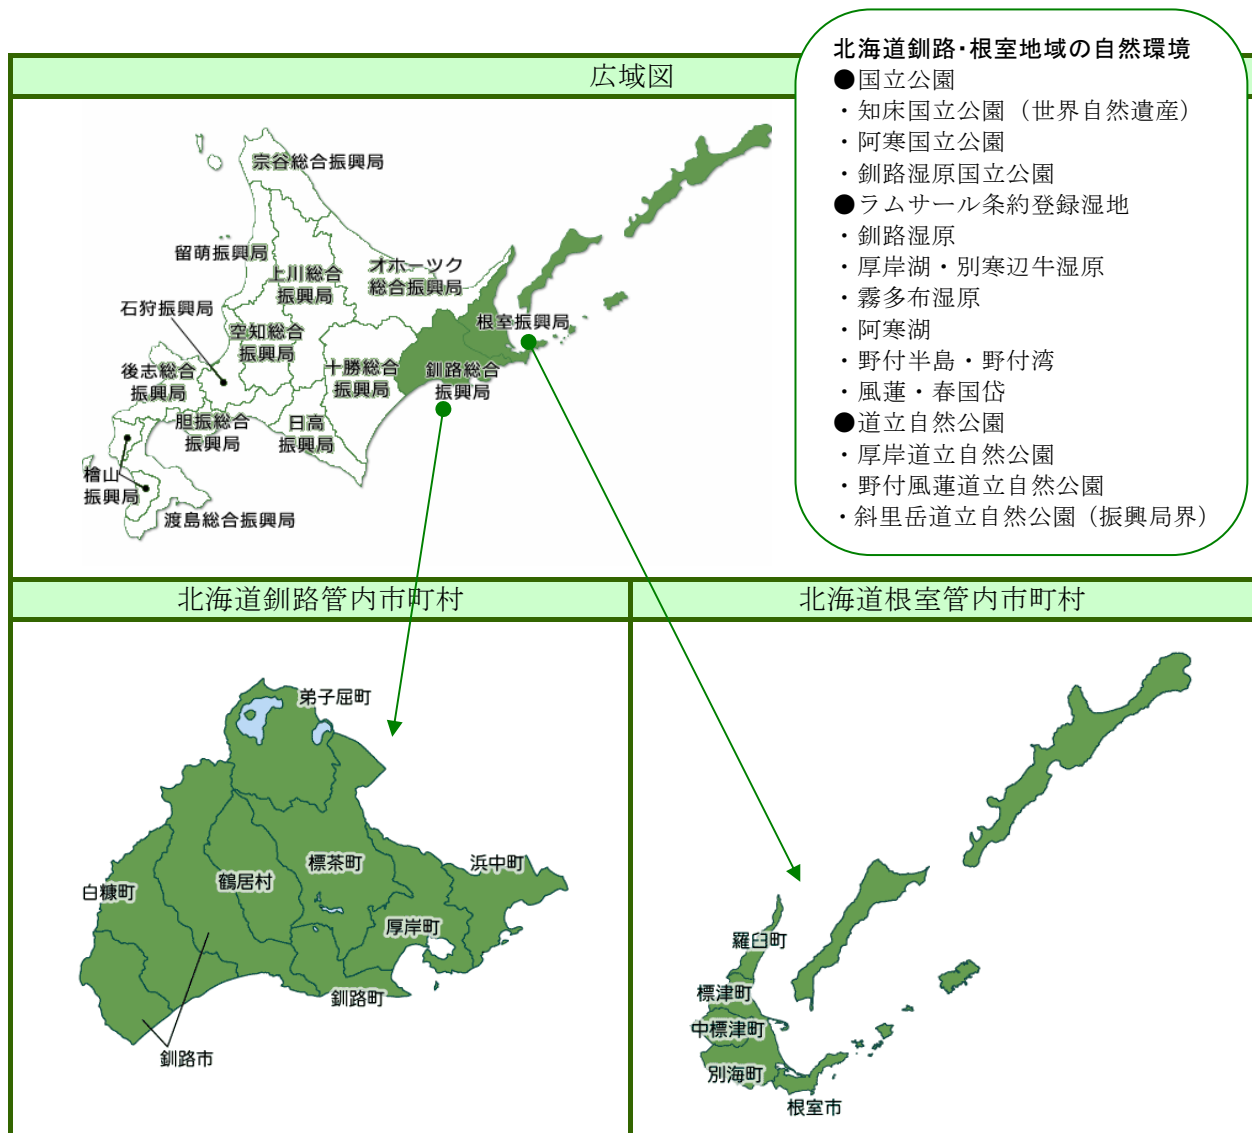 広域図
北海道釧路・根室地域の自然環境
●国立公園
・知床国立公園（世界自然遺産）
・阿寒国立公園
・釧路湿原国立公園
●ラムサール条約登録湿地
・釧路湿原
・厚岸湖・別寒辺牛湿原
・霧多布湿原
・阿寒湖
・野付半島・野付湾
・風蓮・春国岱
●道立自然公園
・厚岸道立自然公園
・野付風蓮道立自然公園
・斜里岳道立自然公園（振興局界）
宗谷総合振興局
留萌振興局
上川総合
振興局
オホーツク
総合振興局
石狩振興局
空知総合
振興局
根室振興局
後志総合
振興局
十勝総合
振興局
釧路総合
振興局
胆振総合
振興局
日高
振興局
檜山
振興局
渡島総合振興局
北海道釧路管内市町村
弟子屈町
標茶町
浜中町
白糠町
鶴居村
厚岸町
釧路町
釧路市
北海道根室管内市町村
羅臼町
標津町
中標津町
別海町
根室市